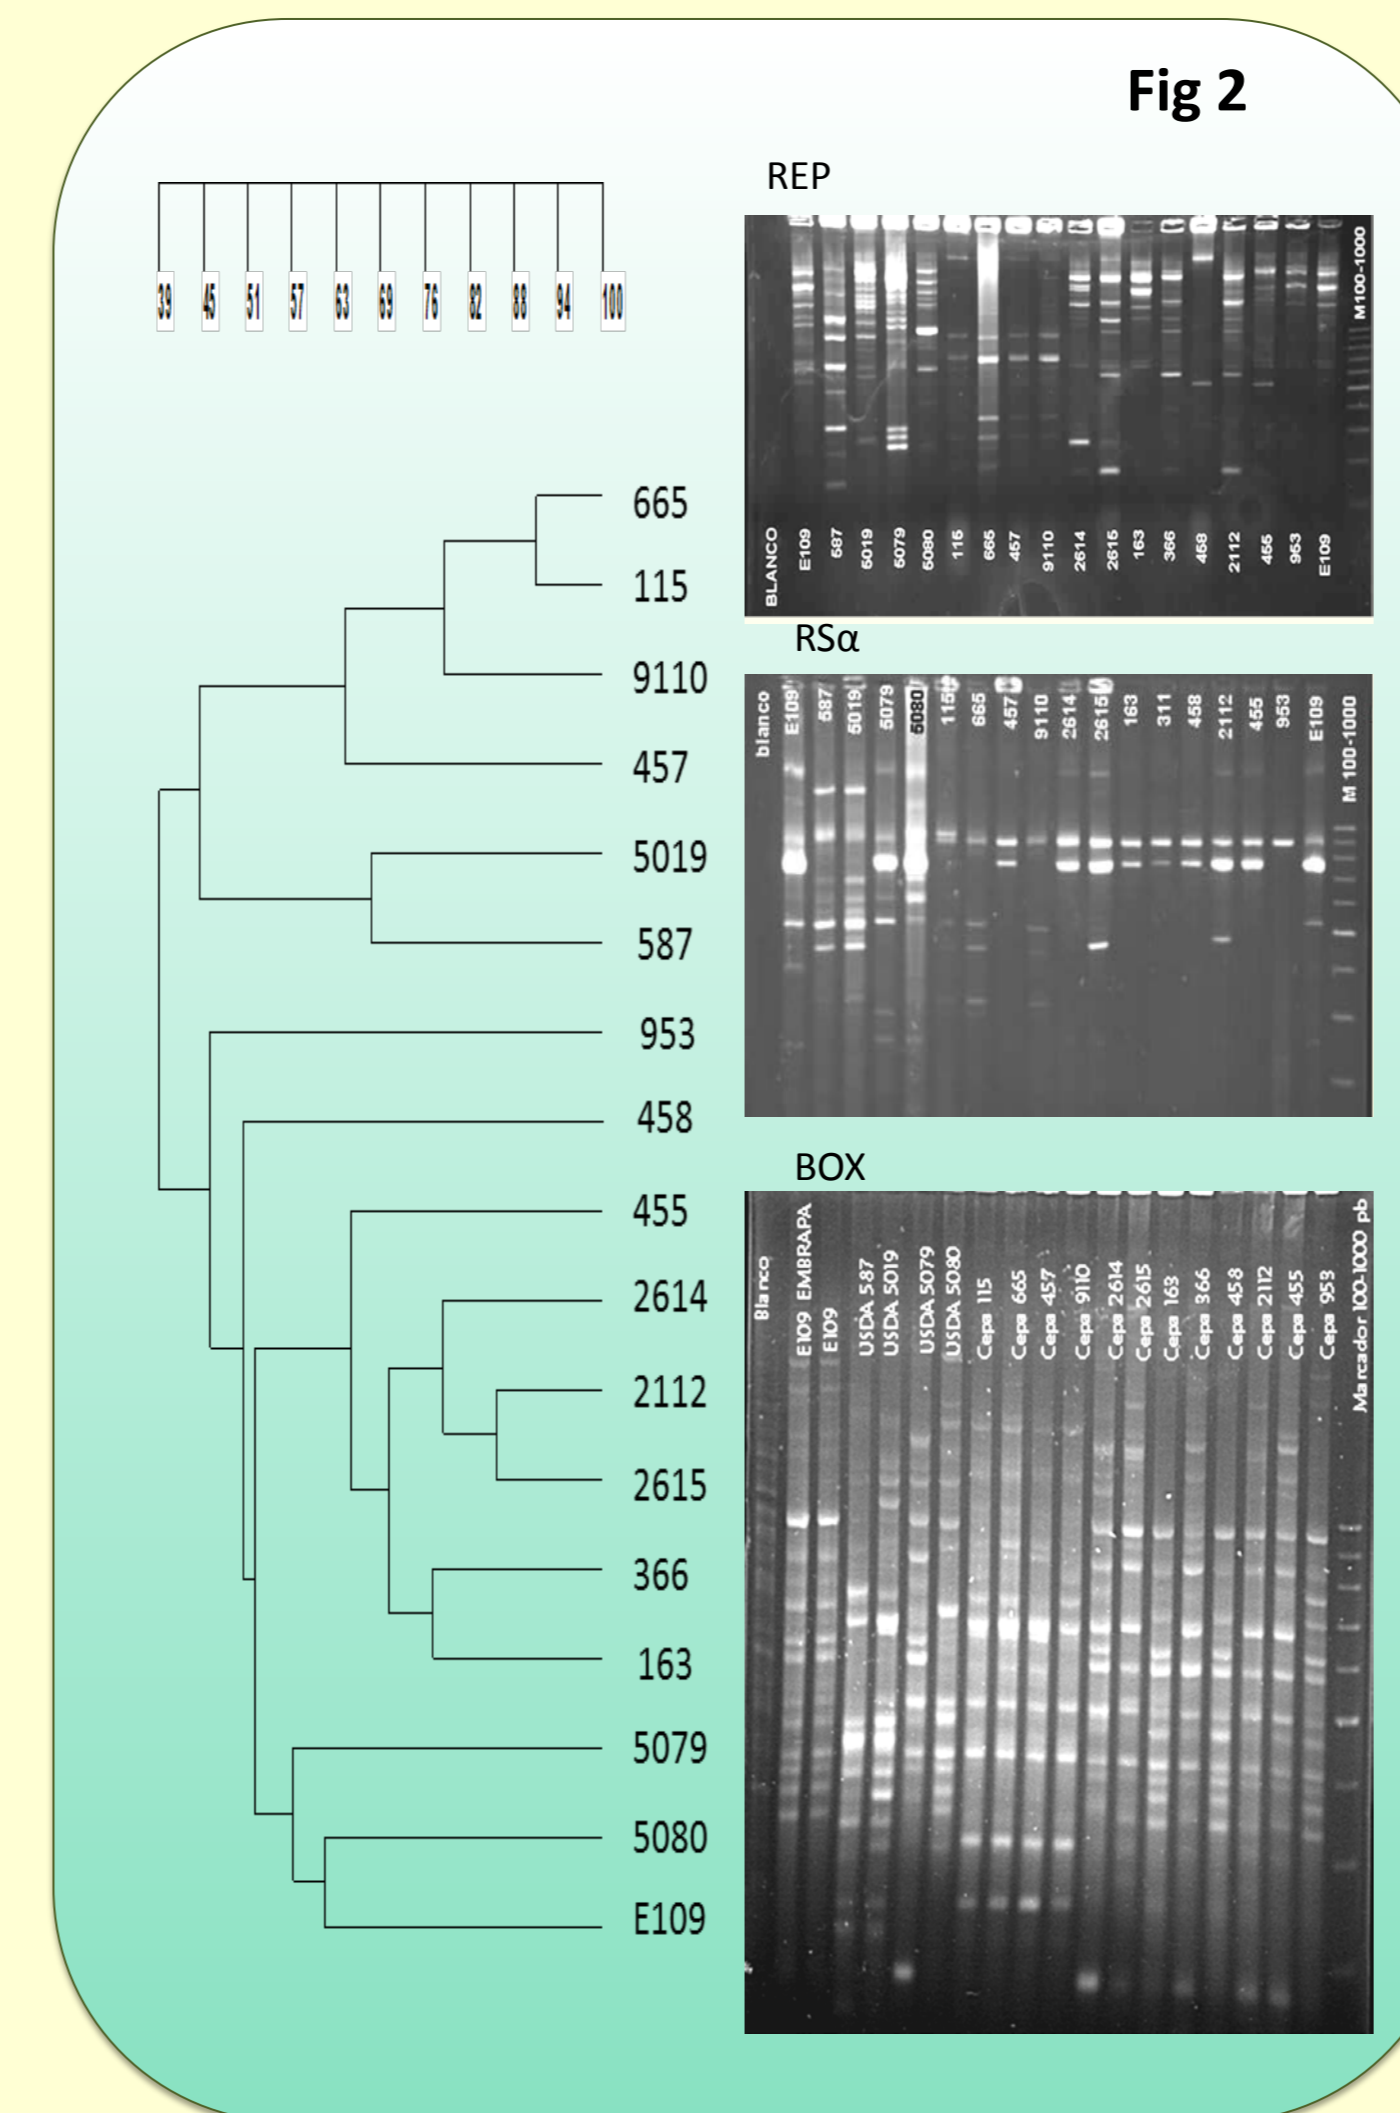 Fig 2
39 45 51 57 63 69 76 82 88 94 100
665
115
9110
457
5019
587
953
458
455
2614
2112
2615
366
163
5079
5080
E109
REP
BLANCO E109 587 5019 5079 5080 115 665 457 9110 2614 2615 163 366 458 2112 455 953 E109 M100-1000
RSα
blanco E109 587 5019 5079 5080 115 665 457 9110 2614 2615 163 311 458 2112 455 953 E109 M 100-1000
BOX
Blanco
E109 EMBRAPA
E109
USDA 587
USDA 5019
USDA 5079
USDA 5080
Cepa 115
Cepa 665
Cepa 457
Cepa 9110
Cepa 2614
Cepa 2615
Cepa 163
Cepa 366
Cepa 458
Cepa 2112
Cepa 455
Cepa 953
Marcador 100-1000 pb